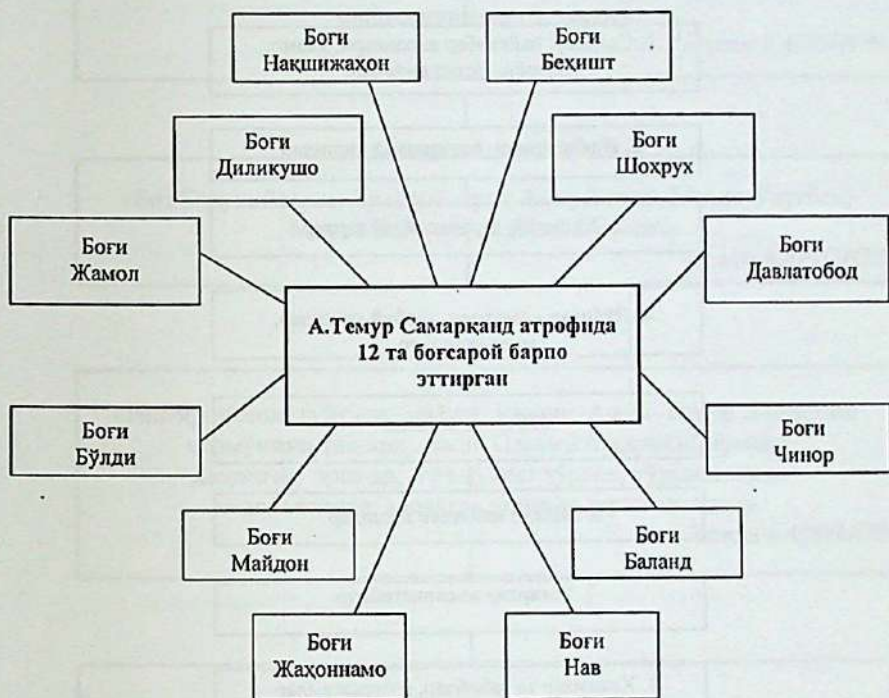 Боғи
Нақшижаҳон
Боғи
Беҳишт
Боғи
Диликушо
Боғи
Шоҳрух
Боғи
Жамол
Боғи
Давлатобод
А.Темур Самарқанд атрофида
12 та боғсарой барпо
эттирган
Боғи
Бўлди
Боғи
Чинор
Боғи
Майдон
Боғи
Баланд
Боғи
Жаҳоннамо
Боғи
Нав